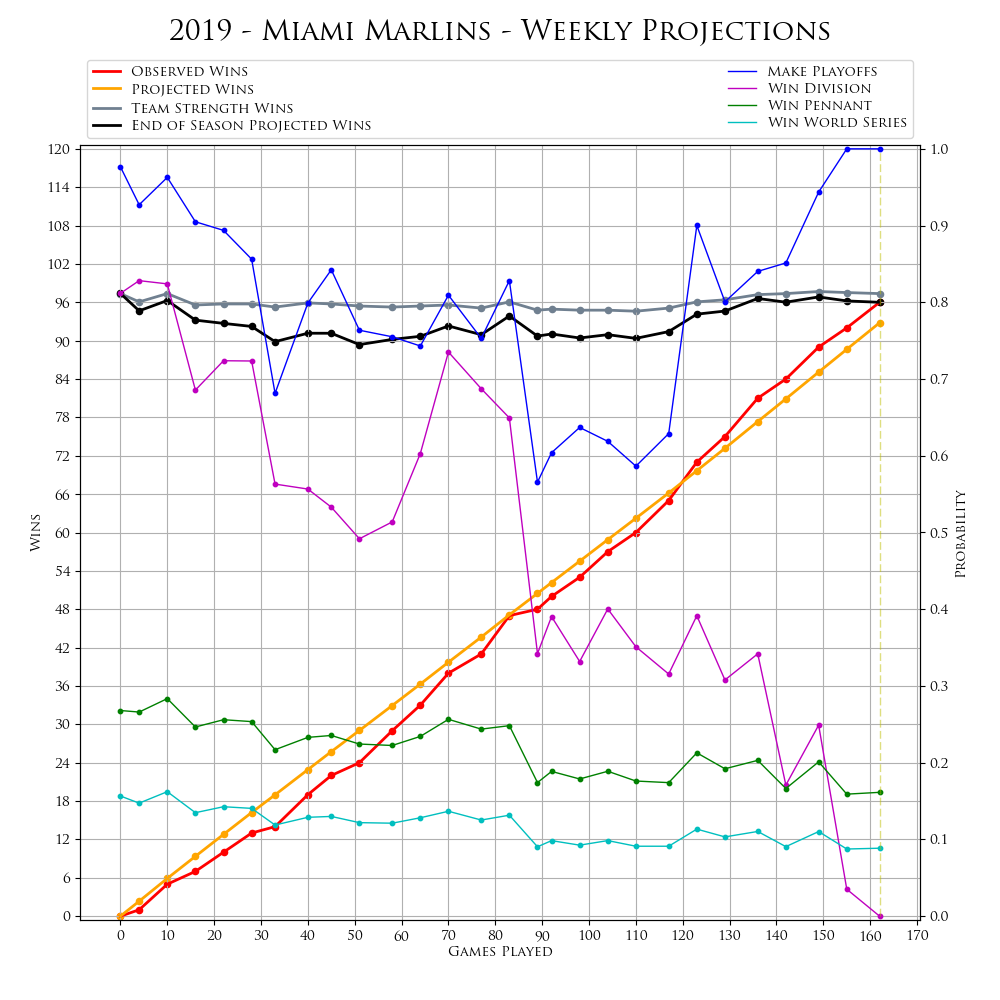 2019 - Miami Marlins - Weekly Projections
Observed Wins
Projected Wins
Team Strength Wins
End of Season Projected Wins
Make Playoffs
Win Division
Win Pennant
Win World Series
120
114
108
102
96
90
84
78
72
66
60
54
48
42
36
30
24
18
12
6
0
Wins
1.0
0.9
0.8
0.7
0.6
0.5
0.4
0.3
0.2
0.1
0.0
Probability
0 10 20 30 40 50 60 70 80 90 100 110 120 130 140 150 160 170
Games Played